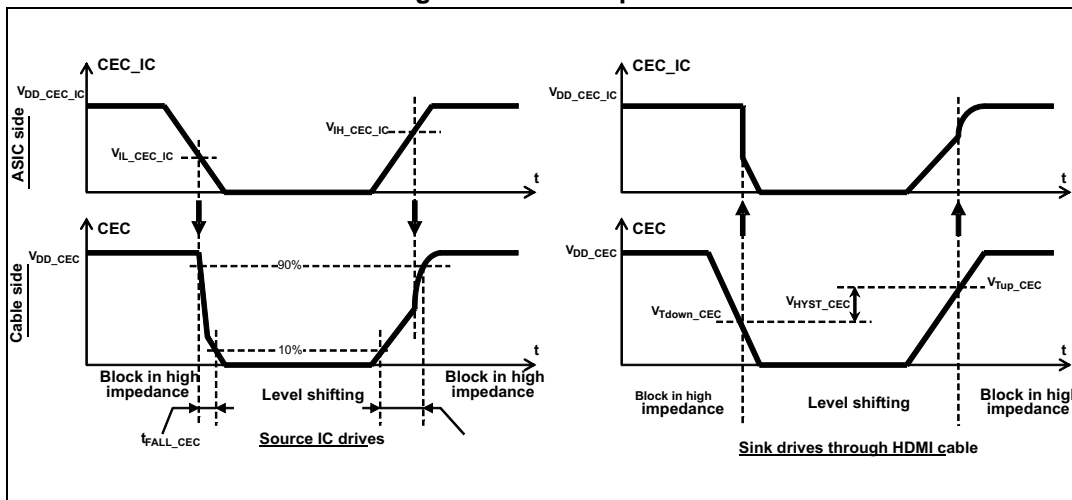 ASIC side
CEC_IC
VDD_CEC_IC
VIL_CEC_IC
VIH_CEC_IC
t
Cable side
CEC
VDD_CEC
90%
10%
t
Block in high
impedance
Level shifting
Block in high
impedance
tFALL_CEC
Source IC drives
CEC_IC
VDD_CEC_IC
t
CEC
VDD_CEC
VTdown_CEC
VHYST_CEC
VTup_CEC
t
Block in high
impedance
Level shifting
Block in high
impedance
Sink drives through HDMI cable